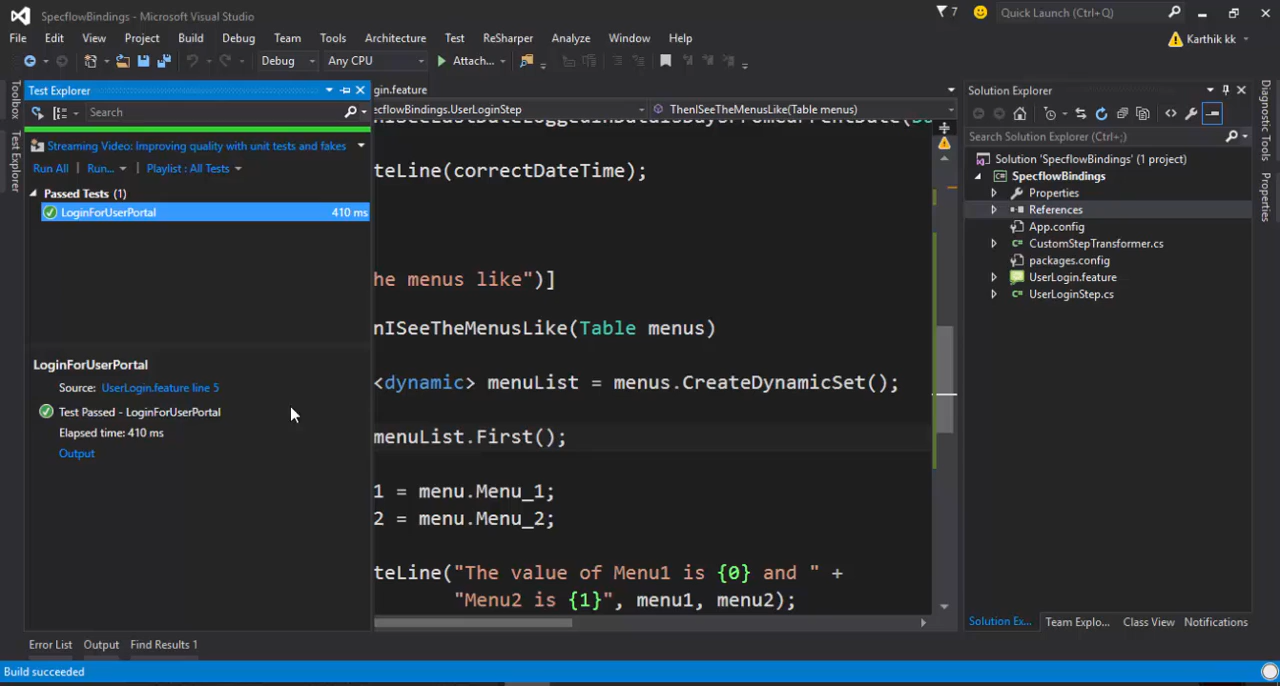 SpecflowBindings - Microsoft Visual Studio
7
Quick Launch (Ctrl+Q)
File Edit View Project Build Debug Team Tools Architecture Test ReSharper Analyze Window Help
Karthik kk
Debug Any CPU Attach...
Toolbox
Test Explorer
Test Explorer
Search
Streaming Video: Improving quality with unit tests and fakes
Run All Run... Playlist : All Tests
Passed Tests (1)
LoginForUserPortal 410 ms
LoginForUserPortal
Source: UserLogin.feature line 5
Test Passed - LoginForUserPortal
Elapsed time: 410 ms
Output
gin.feature
ecflowBindings.UserLoginStep ThenISeeTheMenusLike(Table menus)
teLine(correctDateTime);
he menus like")]
nISeeTheMenusLike(Table menus)
<dynamic> menuList = menus.CreateDynamicSet();
menuList.First();
1 = menu.Menu_1;
2 = menu.Menu_2;
teLine("The value of Menu1 is {0} and " +
"Menu2 is {1}", menu1, menu2);
Solution Explorer
Search Solution Explorer (Ctrl+;)
Solution 'SpecflowBindings' (1 project)
SpecflowBindings
Properties
References
App.config
CustomStepTransformer.cs
packages.config
UserLogin.feature
UserLoginStep.cs
Solution Ex... Team Explo... Class View Notifications
Diagnostic Tools
Properties
Error List Output Find Results 1
Build succeeded